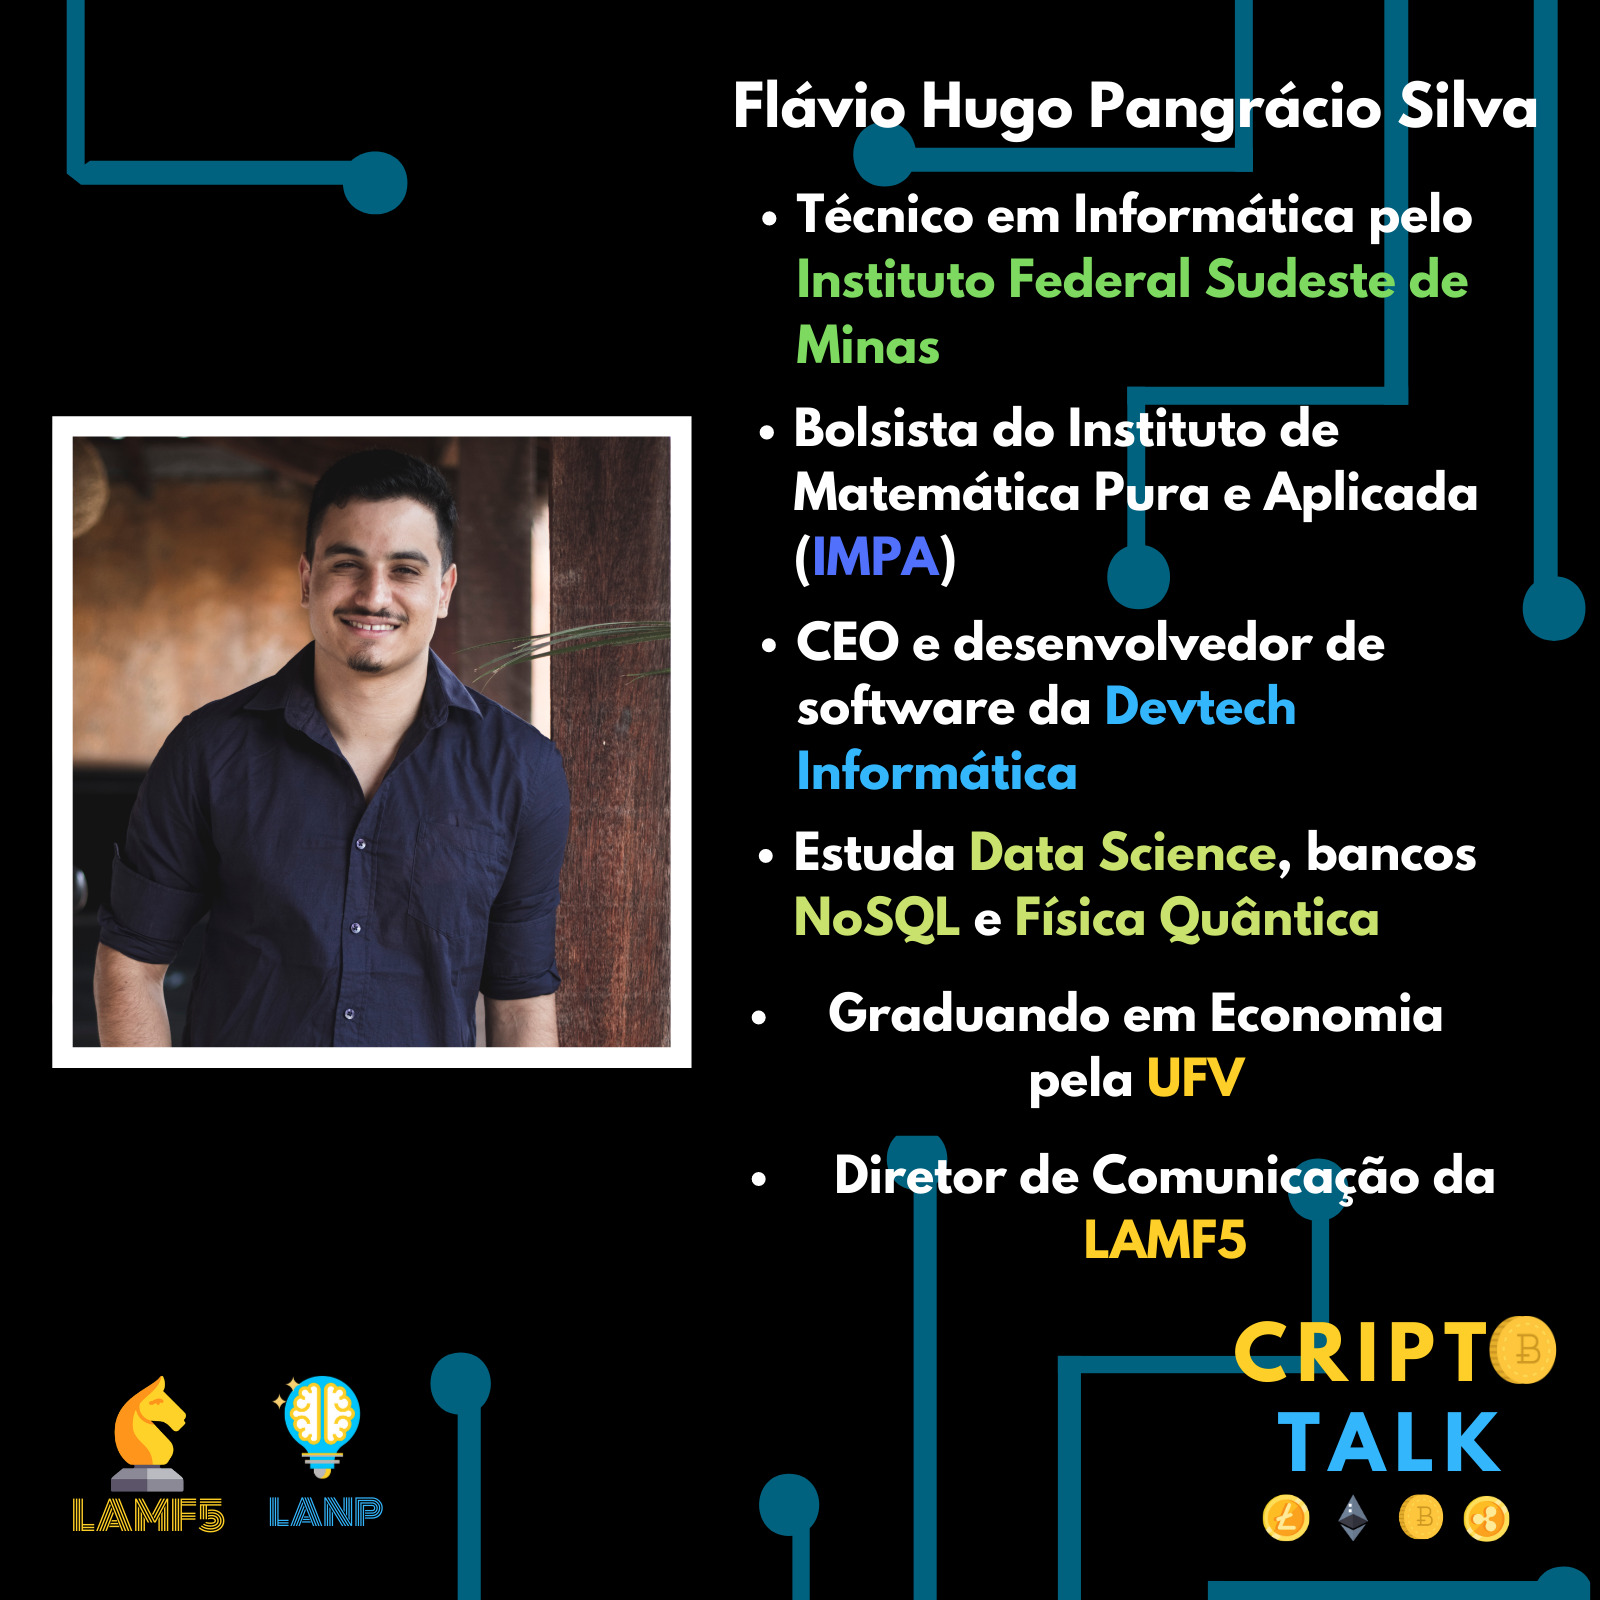 Flávio Hugo Pangrácio Silva
• Técnico em Informática pelo
Instituto Federal Sudeste de
Minas
• Bolsista do Instituto de
Matemática Pura e Aplicada
(IMPA)
• CEO e desenvolvedor de
software da Devtech
Informática
• Estuda Data Science, bancos
NoSQL e Física Quântica
• Graduando em Economia
pela UFV
• Diretor de Comunicação da
LAMF5
CRIPTO
TALK
LAMF5
LANP